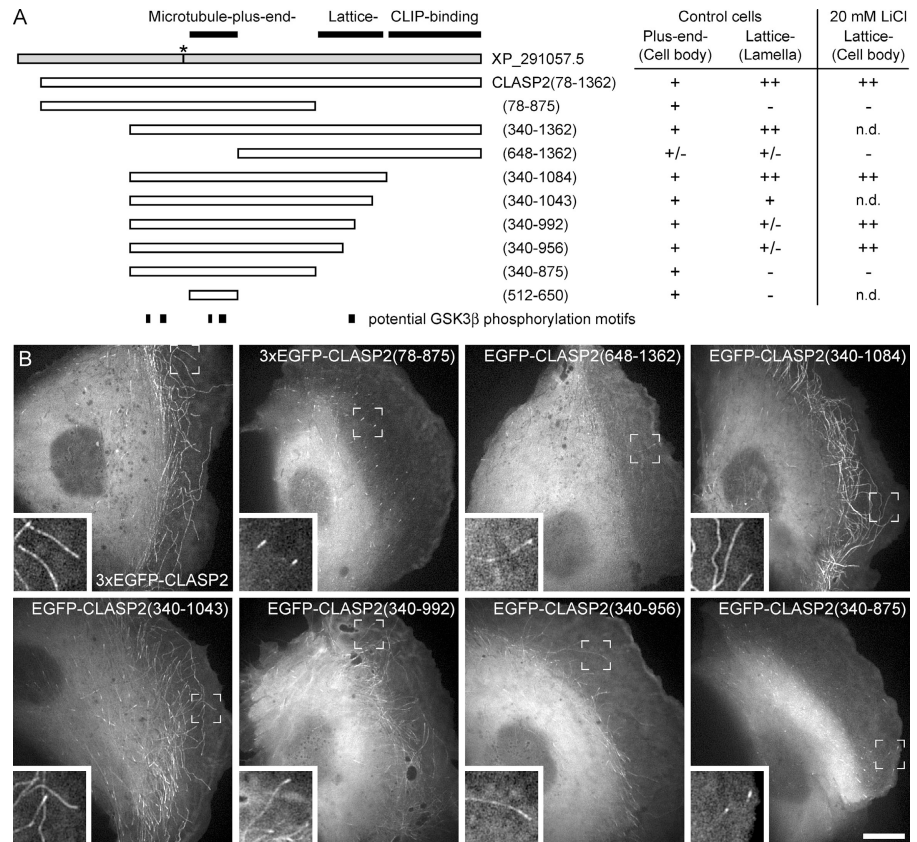 A
Microtubule-plus-end- Lattice- CLIP-binding
Control cells 20 mM LiCl
Plus-end- Lattice- Lattice-
(Cell body) (Lamella) (Cell body)
*
XP_291057.5
CLASP2(78-1362) + ++ ++
(78-875) + - -
(340-1362) + ++ n.d.
(648-1362) +/- +/- -
(340-1084) + ++ ++
(340-1043) + + n.d.
(340-992) + +/- ++
(340-956) + +/- ++
(340-875) + - -
(512-650) + - n.d.
potential GSK3β phosphorylation motifs
B
3xEGFP-CLASP2
3xEGFP-CLASP2(78-875)
EGFP-CLASP2(648-1362)
EGFP-CLASP2(340-1084)
EGFP-CLASP2(340-1043)
EGFP-CLASP2(340-992)
EGFP-CLASP2(340-956)
EGFP-CLASP2(340-875)